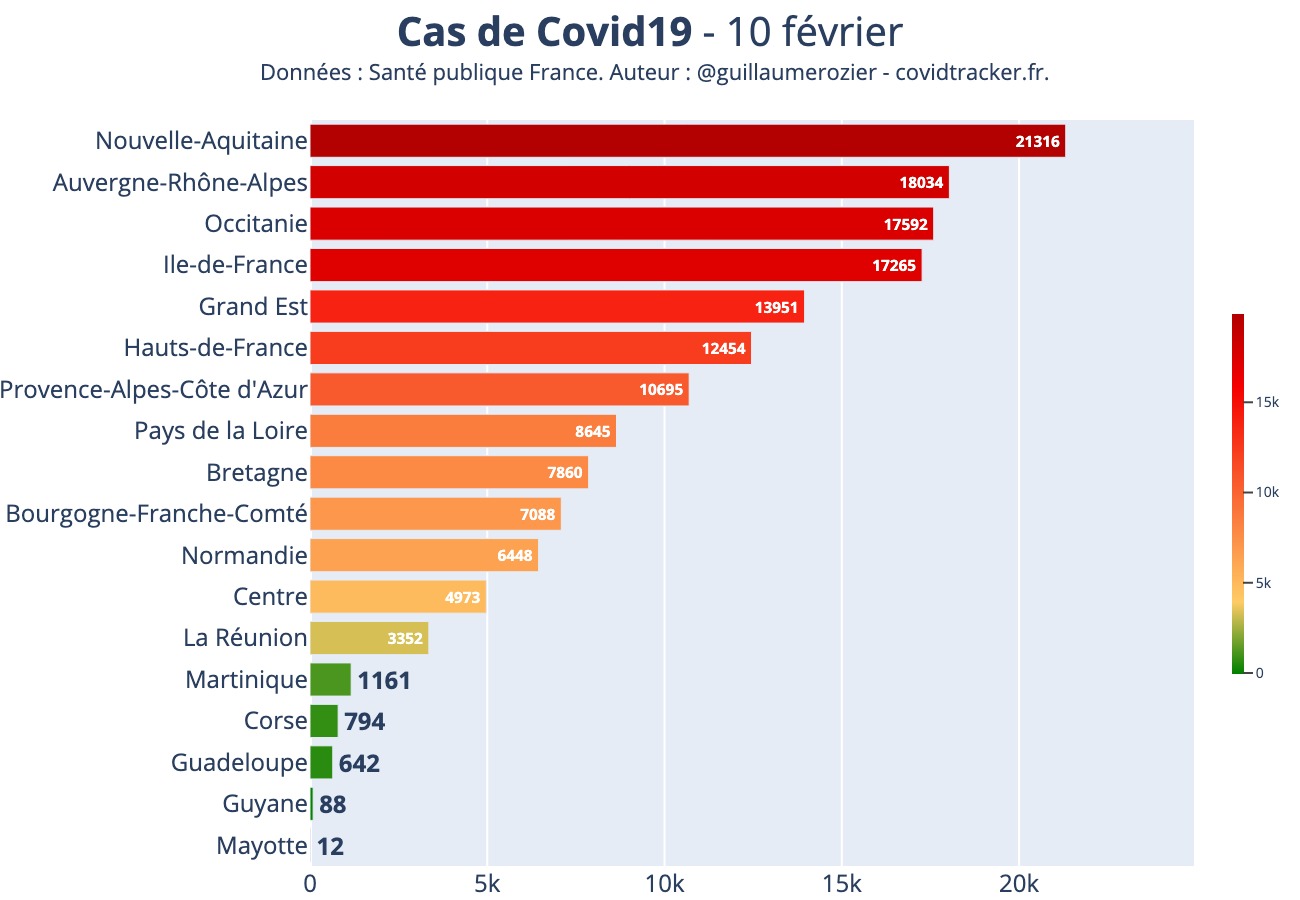 Cas de Covid19 - 10 février
Données : Santé publique France. Auteur : @guillaumerozier - covidtracker.fr.
Nouvelle-Aquitaine 21316
Auvergne-Rhône-Alpes 18034
Occitanie 17592
Ile-de-France 17265
Grand Est 13951
Hauts-de-France 12454
Provence-Alpes-Côte d'Azur 10695
Pays de la Loire 8645
Bretagne 7860
Bourgogne-Franche-Comté 7088
Normandie 6448
Centre 4973
La Réunion 3352
Martinique 1161
Corse 794
Guadeloupe 642
Guyane 88
Mayotte 12
0 5k 10k 15k 20k
15k
10k
5k
0